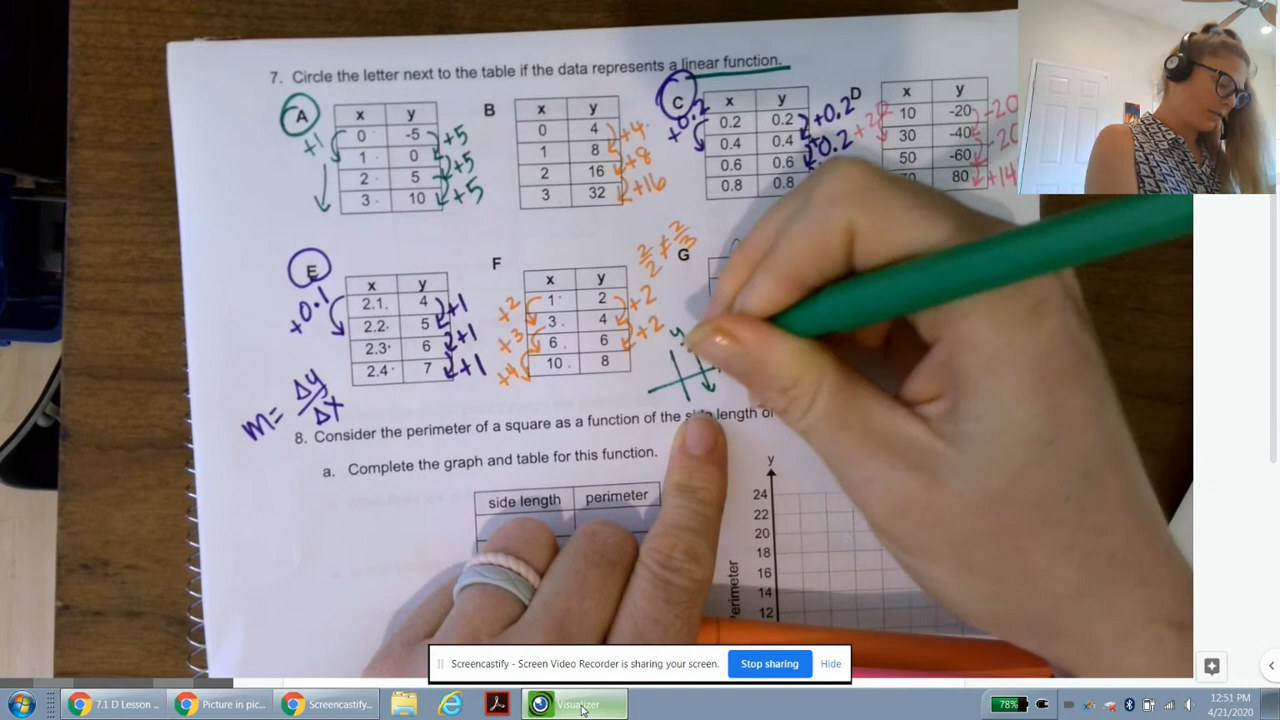 7. Circle the letter next to the table if the data represents a linear function.
A
x y
0 -5
1 0
2 5
3 10
+1
+5
+5
+5
B
x y
0 4
1 8
2 16
3 32
+4
+8
+16
C
x y
0.2 0.2
0.4 0.4
0.6 0.6
0.8 0.8
+0.2
+0.2
+0.2
D
x y
10 -20
30 -40
50 -60
80
-20
-20
E
x y
2.1 4
2.2 5
2.3 6
2.4 7
+0.1
+1
+1
+1
m = Δy/Δx
F
x y
1 2
3 4
6 6
10 8
+2
+3
+4
+2
+2
2/2 ≠ 2/3
G
y
8. Consider the perimeter of a square as a function of the side length
a. Complete the graph and table for this function.
side length perimeter
y
24
22
20
18
16
14
12
Perimeter
Screencastify - Screen Video Recorder is sharing your screen.
Stop sharing
Hide
7.1 D Lesson ...
Picture in pic...
Screencastify...
Visualizer
78%
12:51 PM
4/21/2020